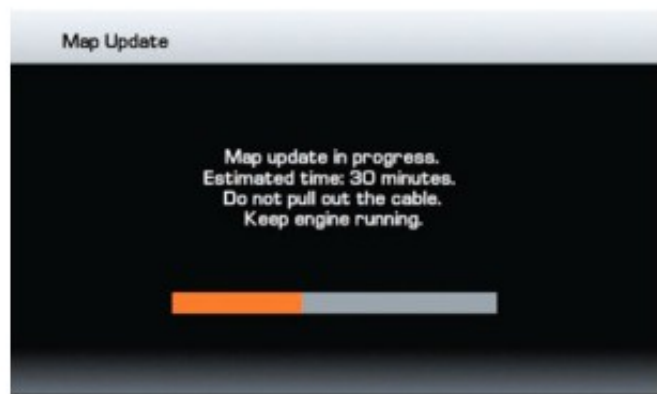 Map Update
Map update in progress.
Estimated time: 30 minutes.
Do not pull out the cable.
Keep engine running.